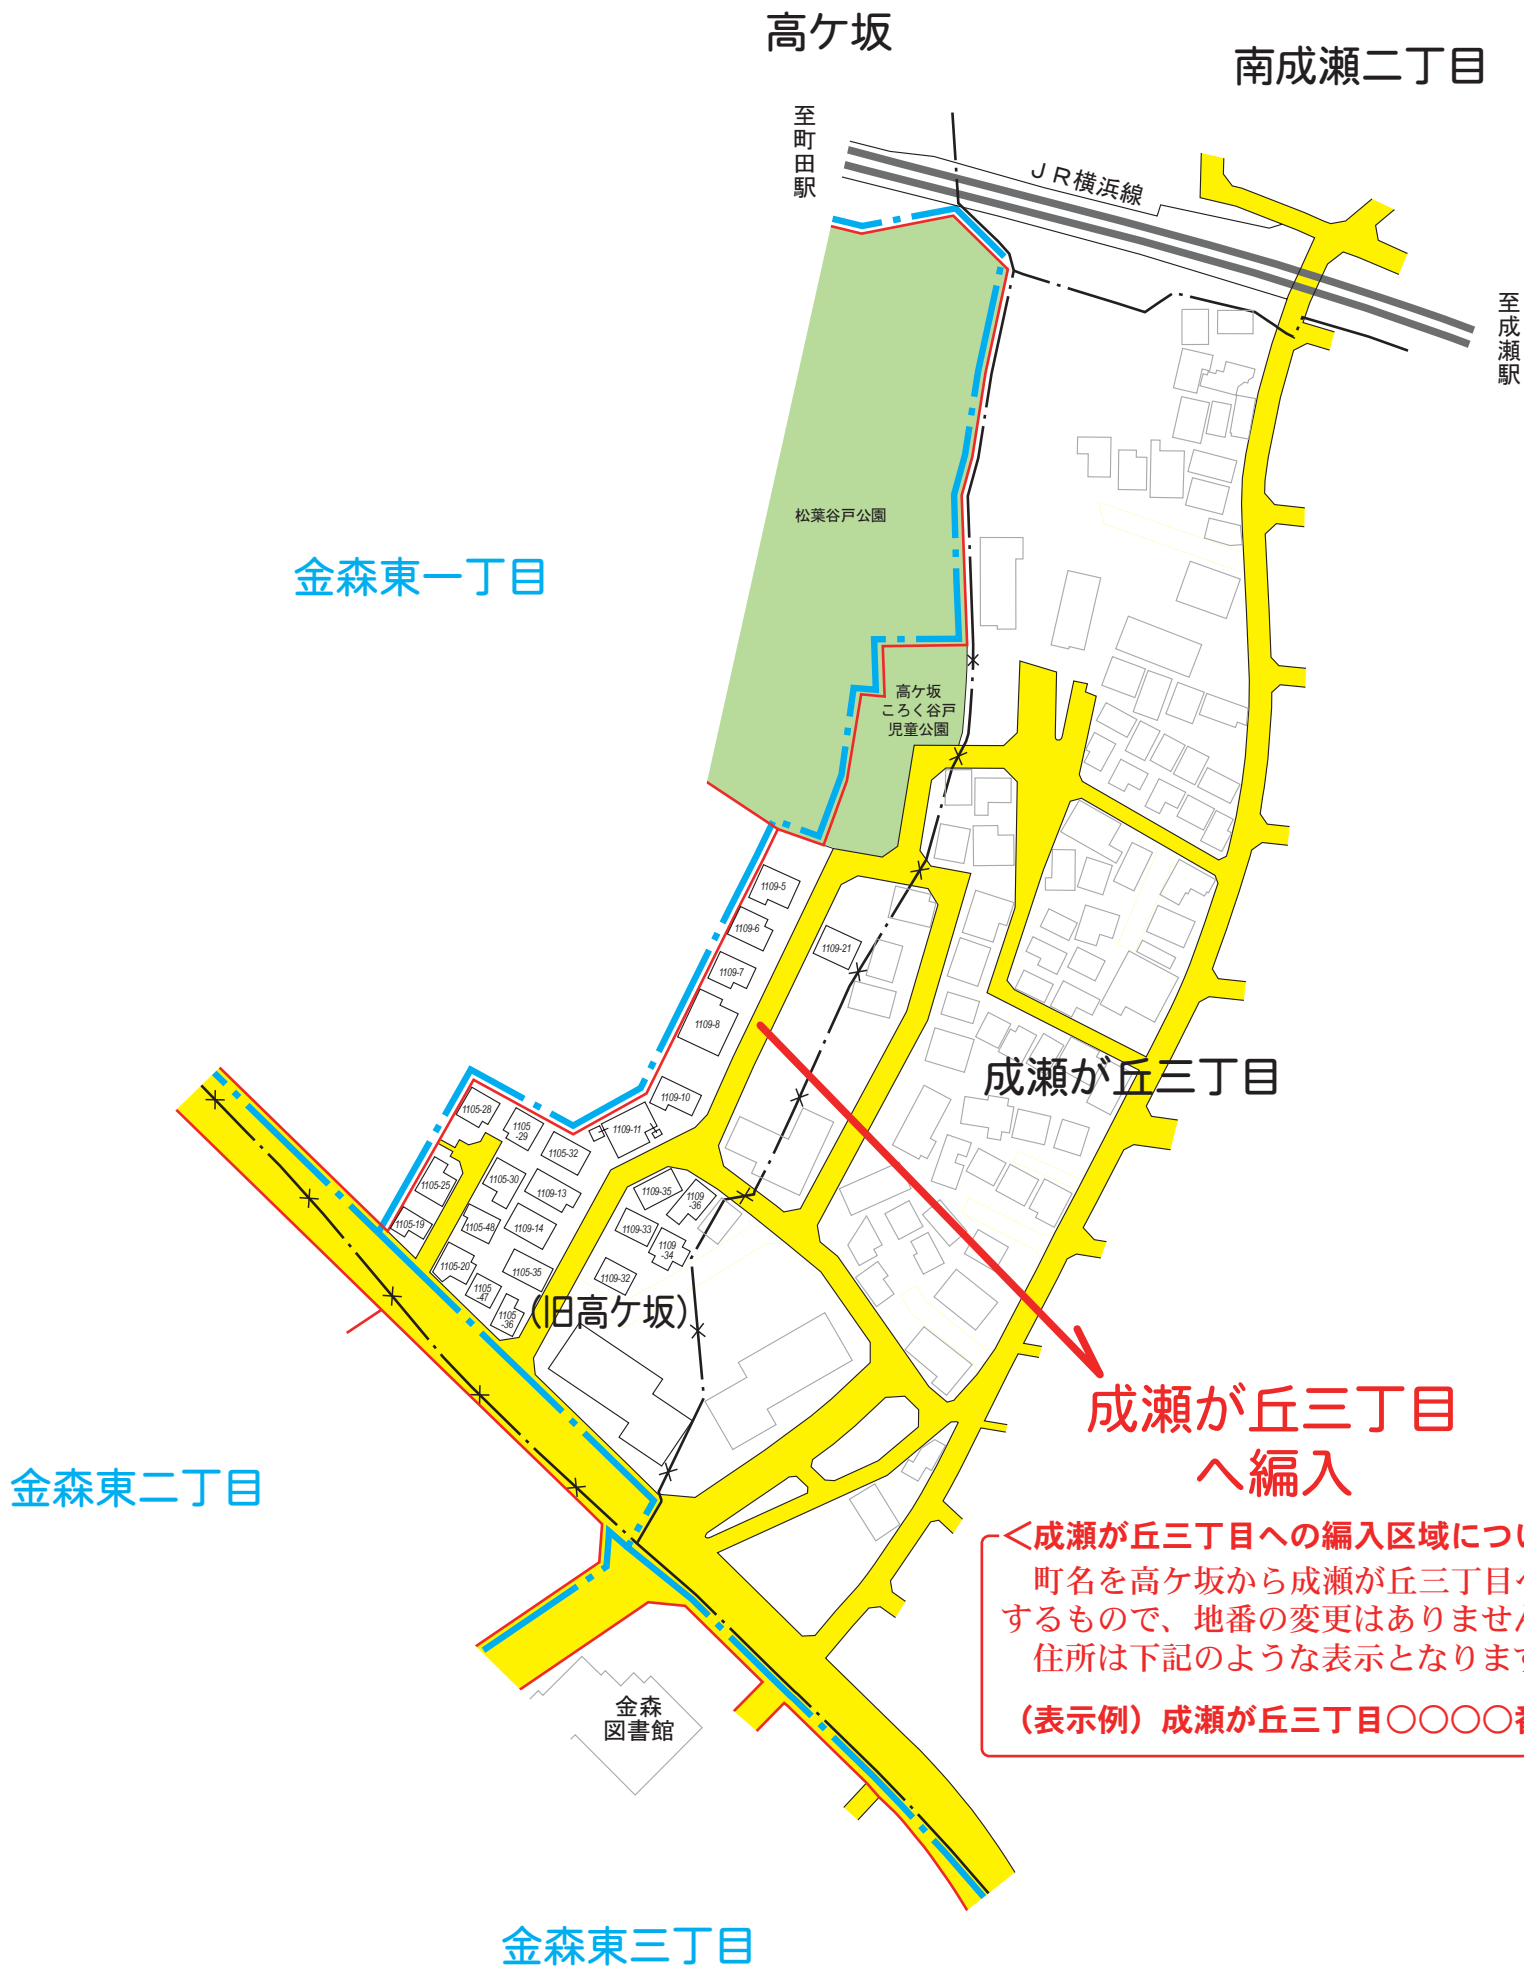 高ケ坂
南成瀬二丁目
至町田駅
JR横浜線
至成瀬駅
松葉谷戸公園
金森東一丁目
高ケ坂
ころく谷戸
児童公園
1109-5
1109-6
1109-21
1109-7
1109-8
成瀬が丘三丁目
1109-10
1105-28
1105
-29
1109-11
1105-32
1105-30
1105-25
1109-13
1109-35
1109
-36
1105-19
1105-48
1109-14
1109-33
1109
-34
1105-20
1105-35
1109-32
1105
-47
1105
-36
(旧高ケ坂)
成瀬が丘三丁目
へ編入
金森東二丁目
<成瀬が丘三丁目への編入区域につい
町名を高ケ坂から成瀬が丘三丁目へ
するもので、地番の変更はありません
住所は下記のような表示となります
(表示例)成瀬が丘三丁目○○○○番
金森
図書館
金森東三丁目